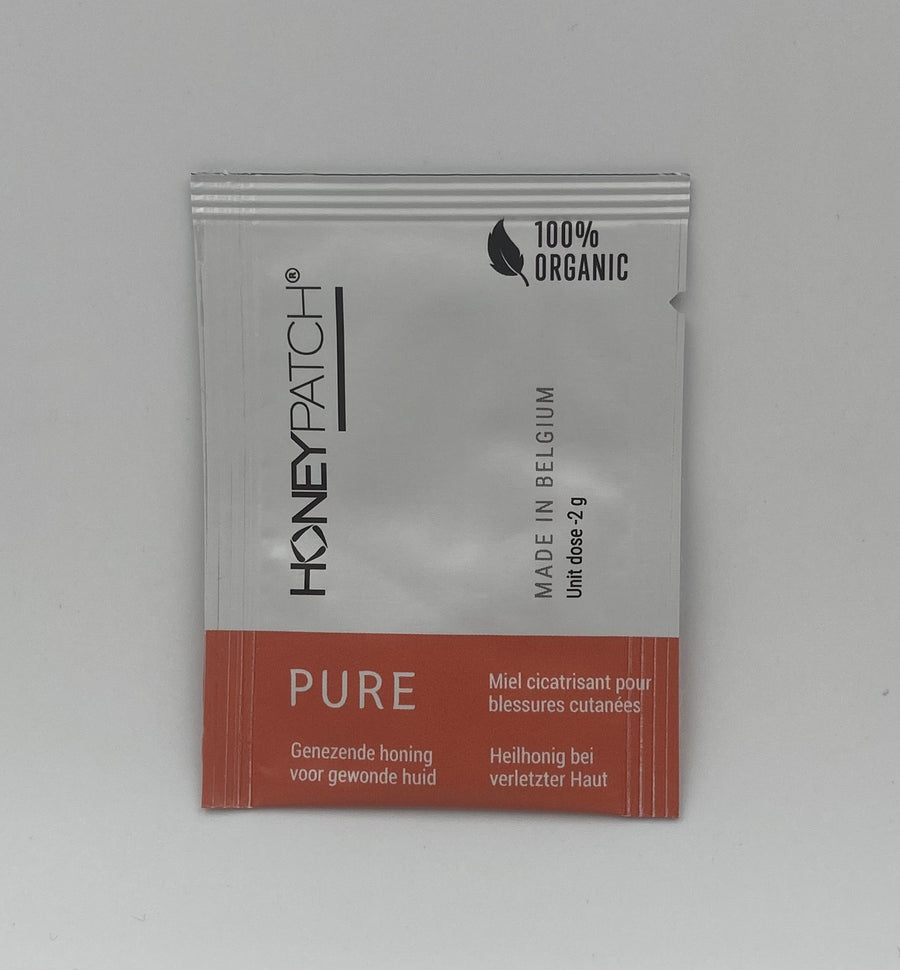 100%
ORGANIC
HONEYPATCH®
MADE IN BELGIUM
Unit dose -2 g
PURE
Miel cicatrisant pour
blessures cutanées
Genezende honing
voor gewonde huid
Heilhonig bei
verletzter Haut